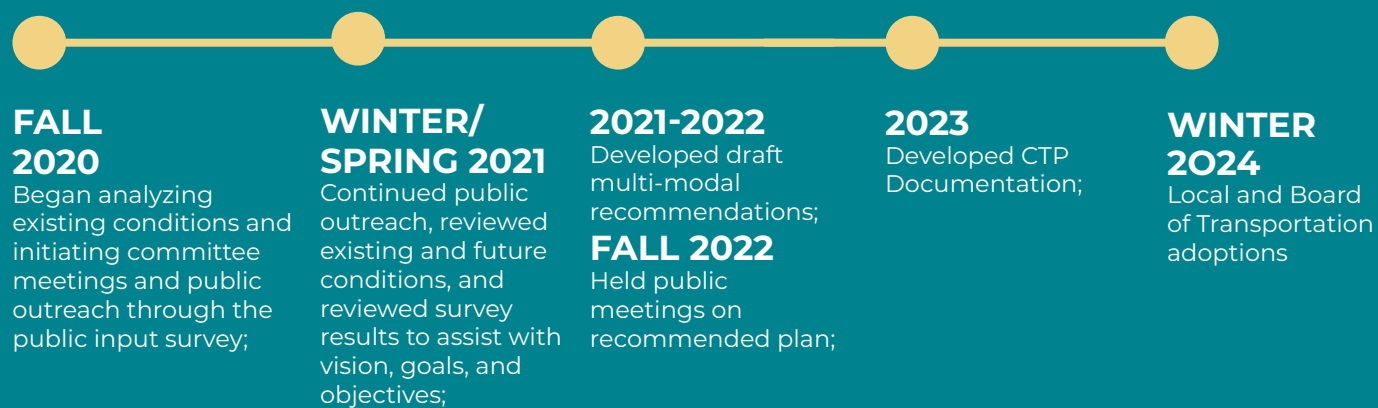 FALL
2020
Began analyzing
existing conditions and
initiating committee
meetings and public
outreach through the
public input survey;
WINTER/
SPRING 2021
Continued public
outreach, reviewed
existing and future
conditions, and
reviewed survey
results to assist with
vision, goals, and
objectives;
2021-2022
Developed draft
multi-modal
recommendations;
FALL 2022
Held public
meetings on
recommended plan;
2023
Developed CTP
Documentation;
WINTER
2O24
Local and Board
of Transportation
adoptions